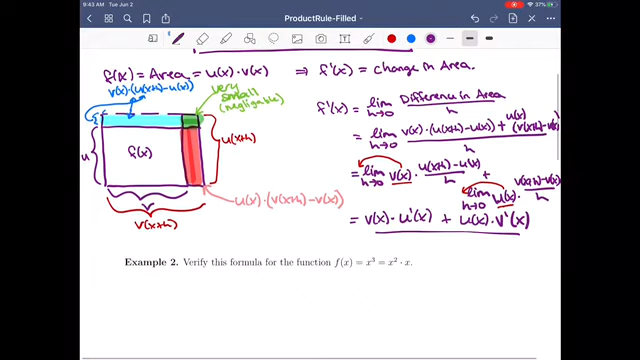 9:43 AM Tue Jun 2
37%
ProductRule-Filled
f(x) = Area = u(x) · v(x) ⇒ f'(x) = change in Area.
v(x)·(u(x+h)-u(x))
very
small
(negligable)
f'(x) = lim h→0 Difference in Area / h
= lim h→0 v(x)·(u(x+h)-u(x)) + u(x)(v(x+h)-v(x)) / h
u
f(x)
u(x+h)
= lim h→0 v(x) · u(x+h)-u(x) / h + lim h→0 u(x) · v(x+h)-v(x) / h
u(x)·(v(x+h)-v(x))
v
v(x+h)
= v(x)·u'(x) + u(x)·v'(x)
Example 2. Verify this formula for the function f(x) = x³ = x² · x.